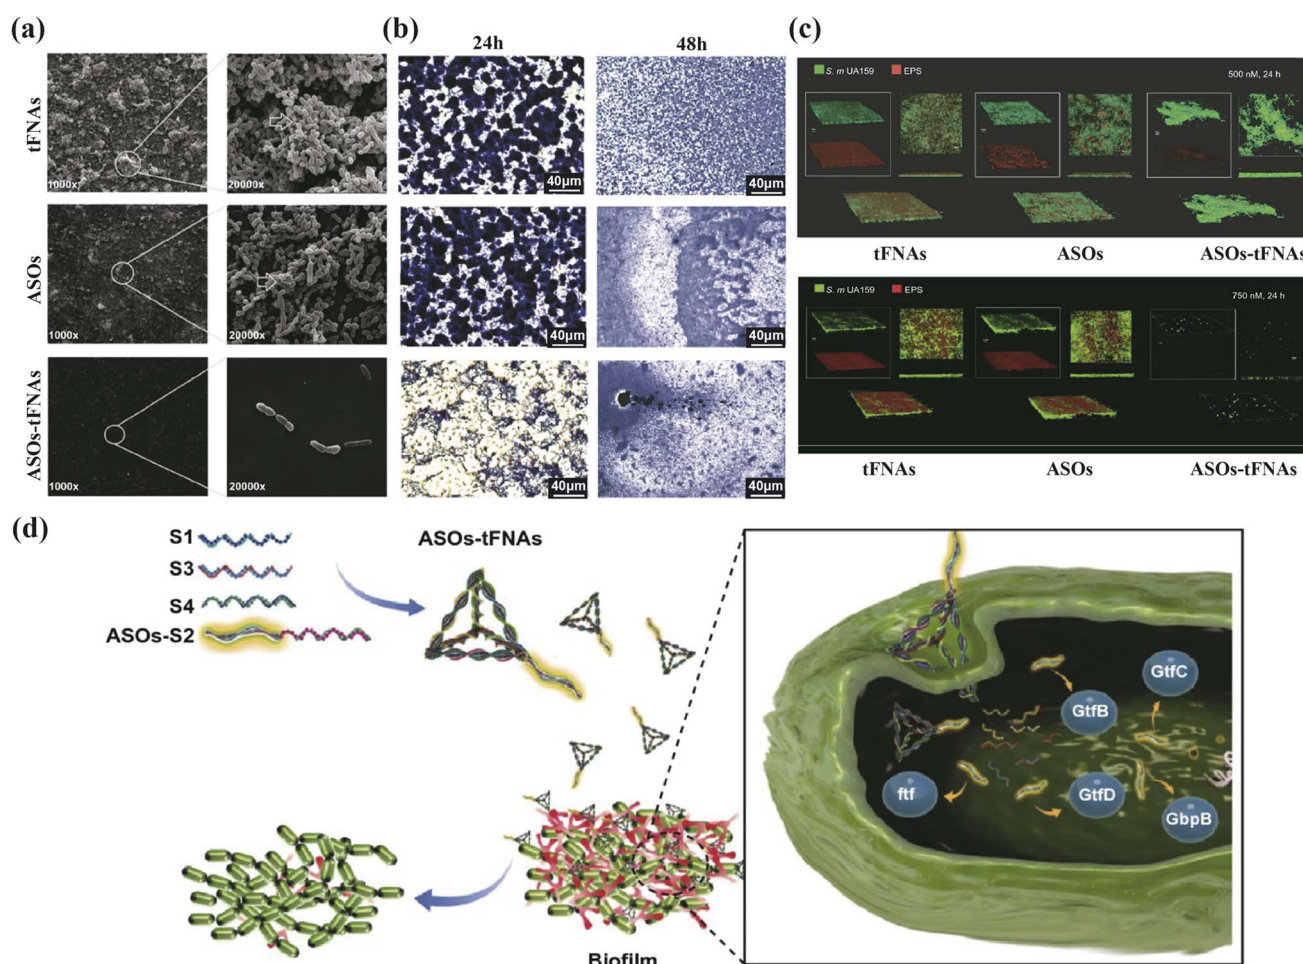 (a)
tFNAs
1000x
20000x
ASOs
1000x
20000x
ASOs-tFNAs
1000x
20000x
(b)
24h
48h
40μm
40μm
40μm
40μm
40μm
40μm
(c)
S. m UA159
EPS
500 nM, 24 h
tFNAs
ASOs
ASOs-tFNAs
S. m UA159
EPS
750 nM, 24 h
tFNAs
ASOs
ASOs-tFNAs
(d)
S1
S3
S4
ASOs-S2
ASOs-tFNAs
Biofilm
GtfC
GtfB
ftf
GtfD
GbpB